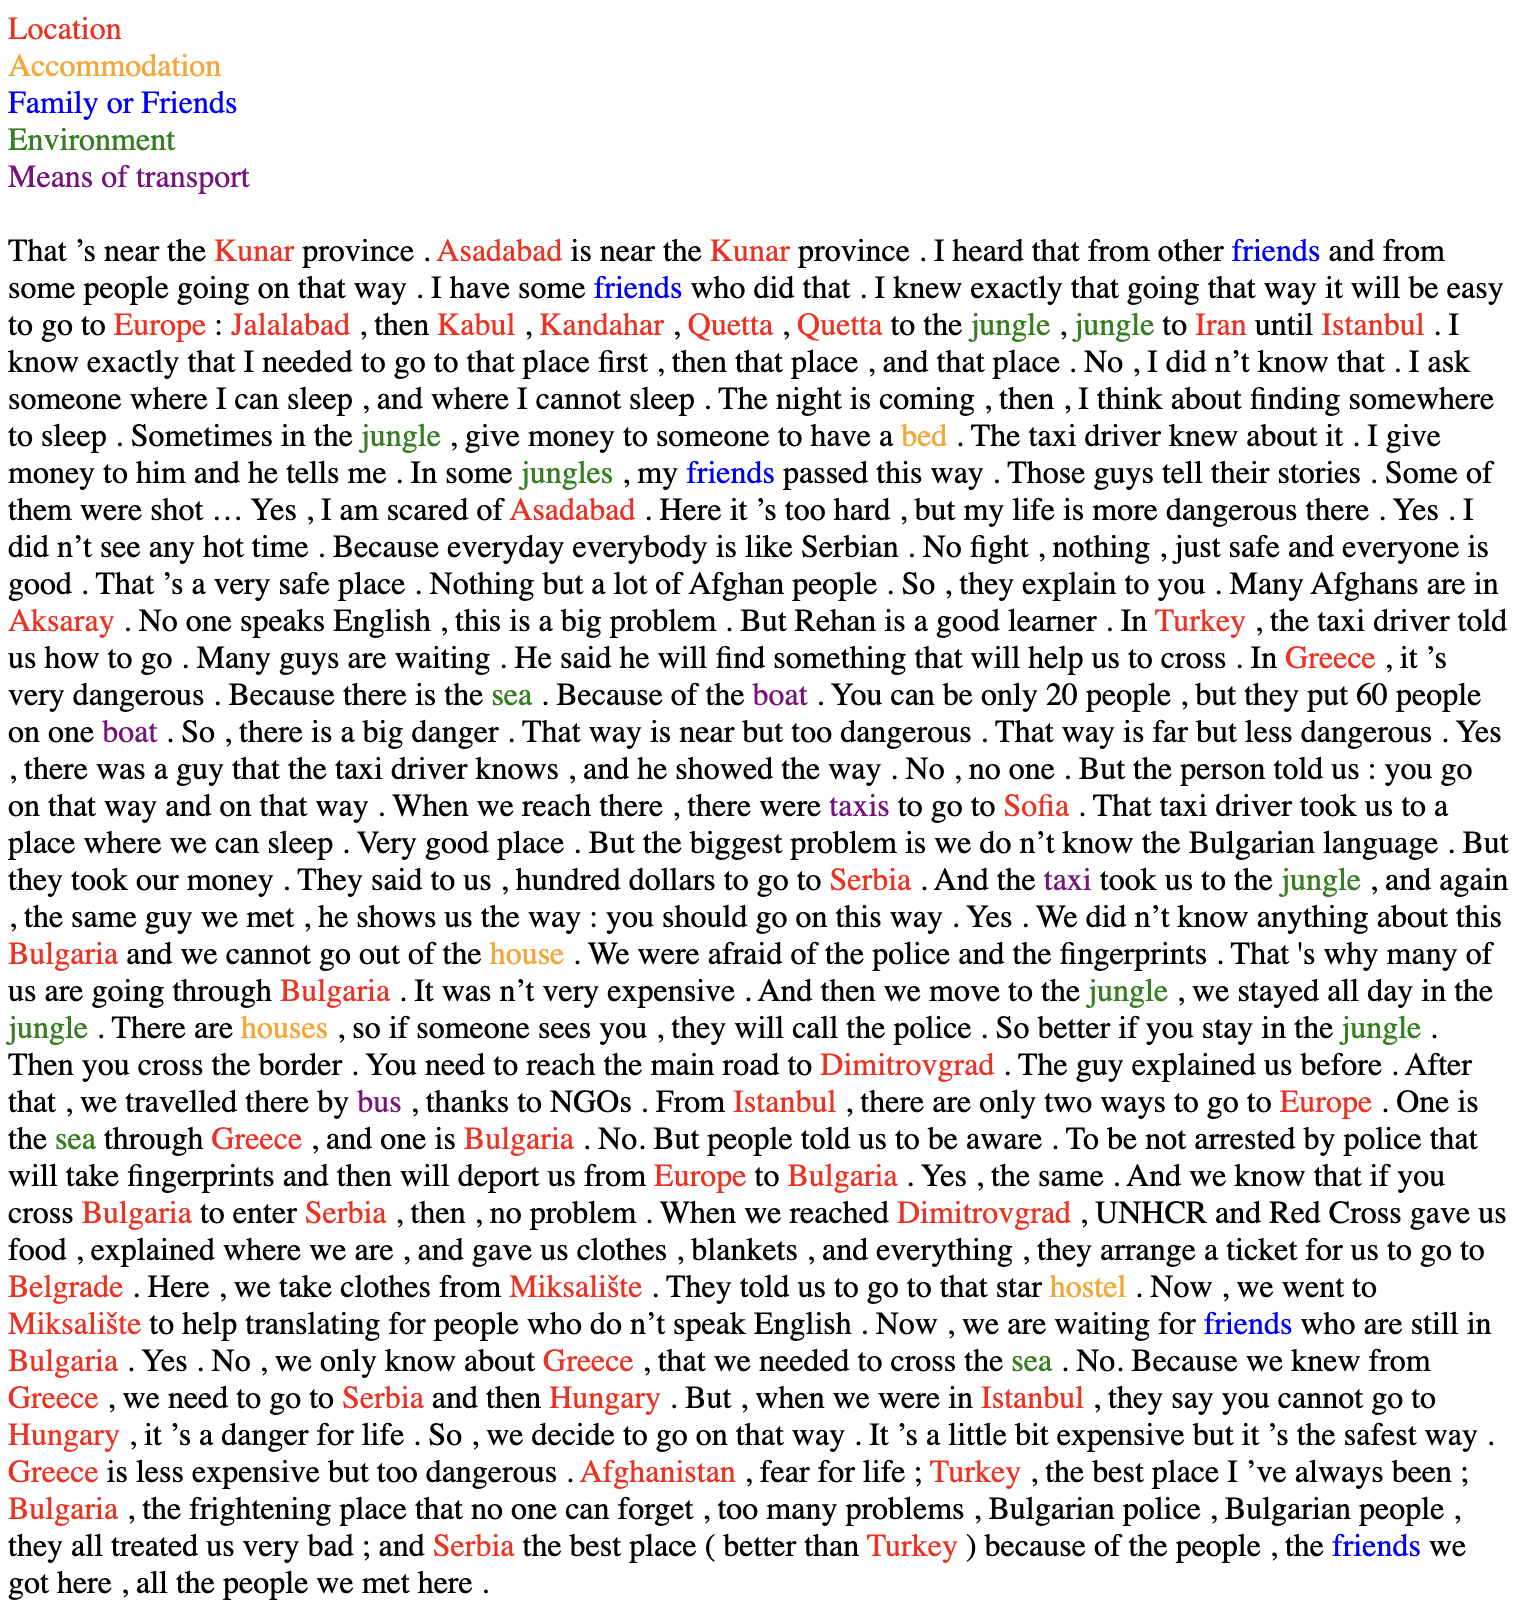 Location
Accommodation
Family or Friends
Environment
Means of transport
That ’s near the Kunar province . Asadabad is near the Kunar province . I heard that from other friends and from
some people going on that way . I have some friends who did that . I knew exactly that going that way it will be easy
to go to Europe : Jalalabad , then Kabul , Kandahar , Quetta , Quetta to the jungle , jungle to Iran until Istanbul . I
know exactly that I needed to go to that place first , then that place , and that place . No , I did n’t know that . I ask
someone where I can sleep , and where I cannot sleep . The night is coming , then , I think about finding somewhere
to sleep . Sometimes in the jungle , give money to someone to have a bed . The taxi driver knew about it . I give
money to him and he tells me . In some jungles , my friends passed this way . Those guys tell their stories . Some of
them were shot … Yes , I am scared of Asadabad . Here it ’s too hard , but my life is more dangerous there . Yes . I
did n’t see any hot time . Because everyday everybody is like Serbian . No fight , nothing , just safe and everyone is
good . That ’s a very safe place . Nothing but a lot of Afghan people . So , they explain to you . Many Afghans are in
Aksaray . No one speaks English , this is a big problem . But Rehan is a good learner . In Turkey , the taxi driver told
us how to go . Many guys are waiting . He said he will find something that will help us to cross . In Greece , it ’s
very dangerous . Because there is the sea . Because of the boat . You can be only 20 people , but they put 60 people
on one boat . So , there is a big danger . That way is near but too dangerous . That way is far but less dangerous . Yes
, there was a guy that the taxi driver knows , and he showed the way . No , no one . But the person told us : you go
on that way and on that way . When we reach there , there were taxis to go to Sofia . That taxi driver took us to a
place where we can sleep . Very good place . But the biggest problem is we do n’t know the Bulgarian language . But
they took our money . They said to us , hundred dollars to go to Serbia . And the taxi took us to the jungle , and again
, the same guy we met , he shows us the way : you should go on this way . Yes . We did n’t know anything about this
Bulgaria and we cannot go out of the house . We were afraid of the police and the fingerprints . That 's why many of
us are going through Bulgaria . It was n’t very expensive . And then we move to the jungle , we stayed all day in the
jungle . There are houses , so if someone sees you , they will call the police . So better if you stay in the jungle .
Then you cross the border . You need to reach the main road to Dimitrovgrad . The guy explained us before . After
that , we travelled there by bus , thanks to NGOs . From Istanbul , there are only two ways to go to Europe . One is
the sea through Greece , and one is Bulgaria . No. But people told us to be aware . To be not arrested by police that
will take fingerprints and then will deport us from Europe to Bulgaria . Yes , the same . And we know that if you
cross Bulgaria to enter Serbia , then , no problem . When we reached Dimitrovgrad , UNHCR and Red Cross gave us
food , explained where we are , and gave us clothes , blankets , and everything , they arrange a ticket for us to go to
Belgrade . Here , we take clothes from Miksalište . They told us to go to that star hostel . Now , we went to
Miksalište to help translating for people who do n’t speak English . Now , we are waiting for friends who are still in
Bulgaria . Yes . No , we only know about Greece , that we needed to cross the sea . No. Because we knew from
Greece , we need to go to Serbia and then Hungary . But , when we were in Istanbul , they say you cannot go to
Hungary , it ’s a danger for life . So , we decide to go on that way . It ’s a little bit expensive but it ’s the safest way .
Greece is less expensive but too dangerous . Afghanistan , fear for life ; Turkey , the best place I ’ve always been ;
Bulgaria , the frightening place that no one can forget , too many problems , Bulgarian police , Bulgarian people ,
they all treated us very bad ; and Serbia the best place ( better than Turkey ) because of the people , the friends we
got here , all the people we met here .